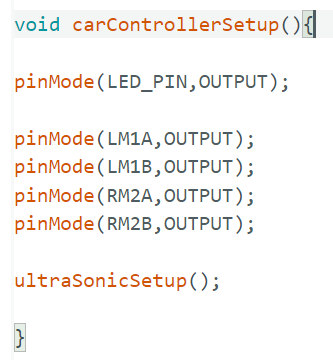 void carControllerSetup(){
pinMode(LED_PIN,OUTPUT);
pinMode(LM1A,OUTPUT);
pinMode(LM1B,OUTPUT);
pinMode(RM2A,OUTPUT);
pinMode(RM2B,OUTPUT);
ultraSonicSetup();
}